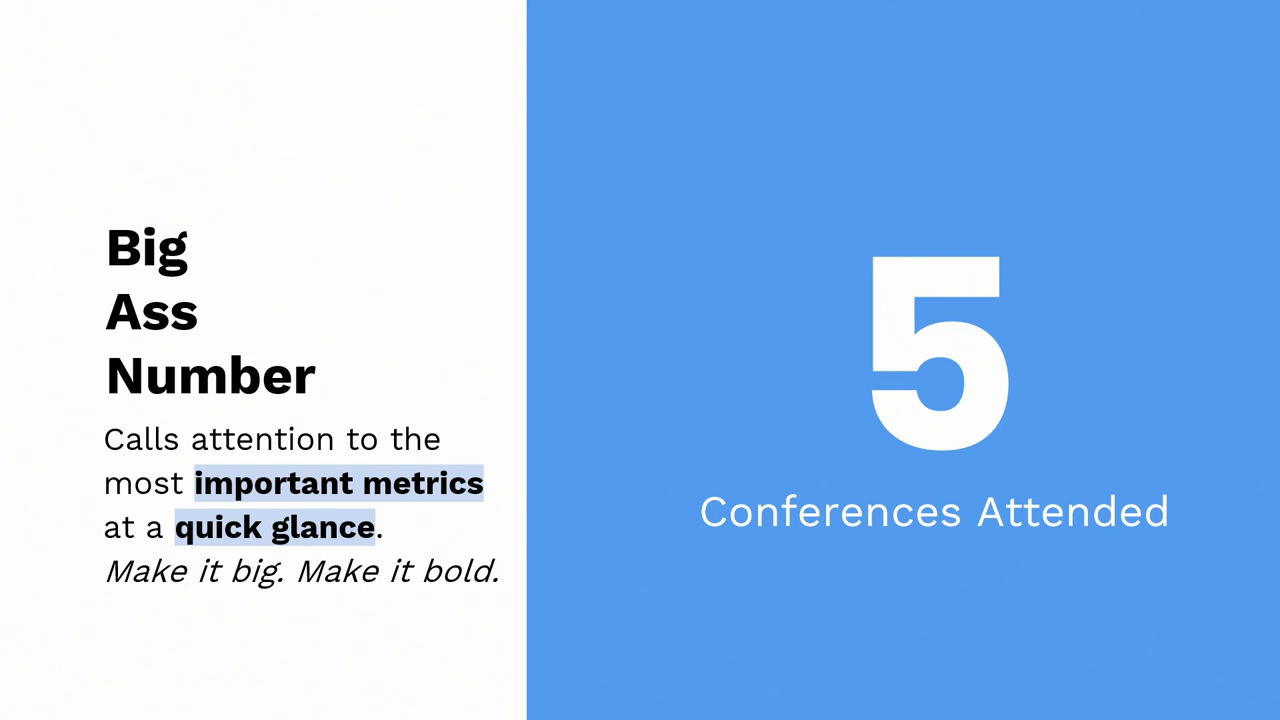 Big
Ass
Number
Calls attention to the
most important metrics
at a quick glance.
Make it big. Make it bold.
5
Conferences Attended